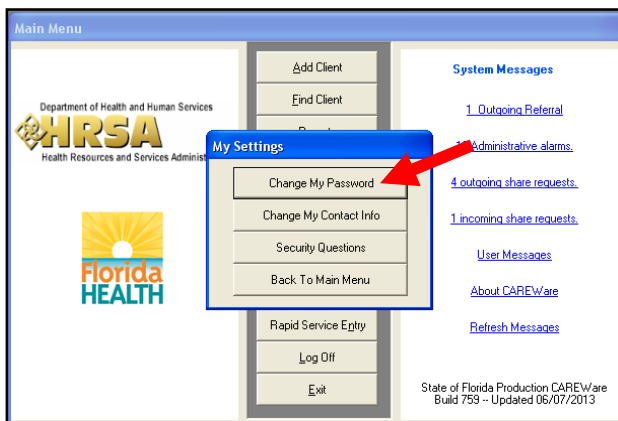 Main Menu
Department of Health and Human Services
HRSA
Health Resources and Services Administ
Florida
HEALTH
Add Client
Find Client
My Settings
Change My Password
Change My Contact Info
Security Questions
Back To Main Menu
Rapid Service Entry
Log Off
Exit
System Messages
1 Outgoing Referral
Administrative alarms.
4 outgoing share requests.
1 incoming share requests.
User Messages
About CAREWare
Refresh Messages
State of Florida Production CAREWare
Build 759 -- Updated 06/07/2013